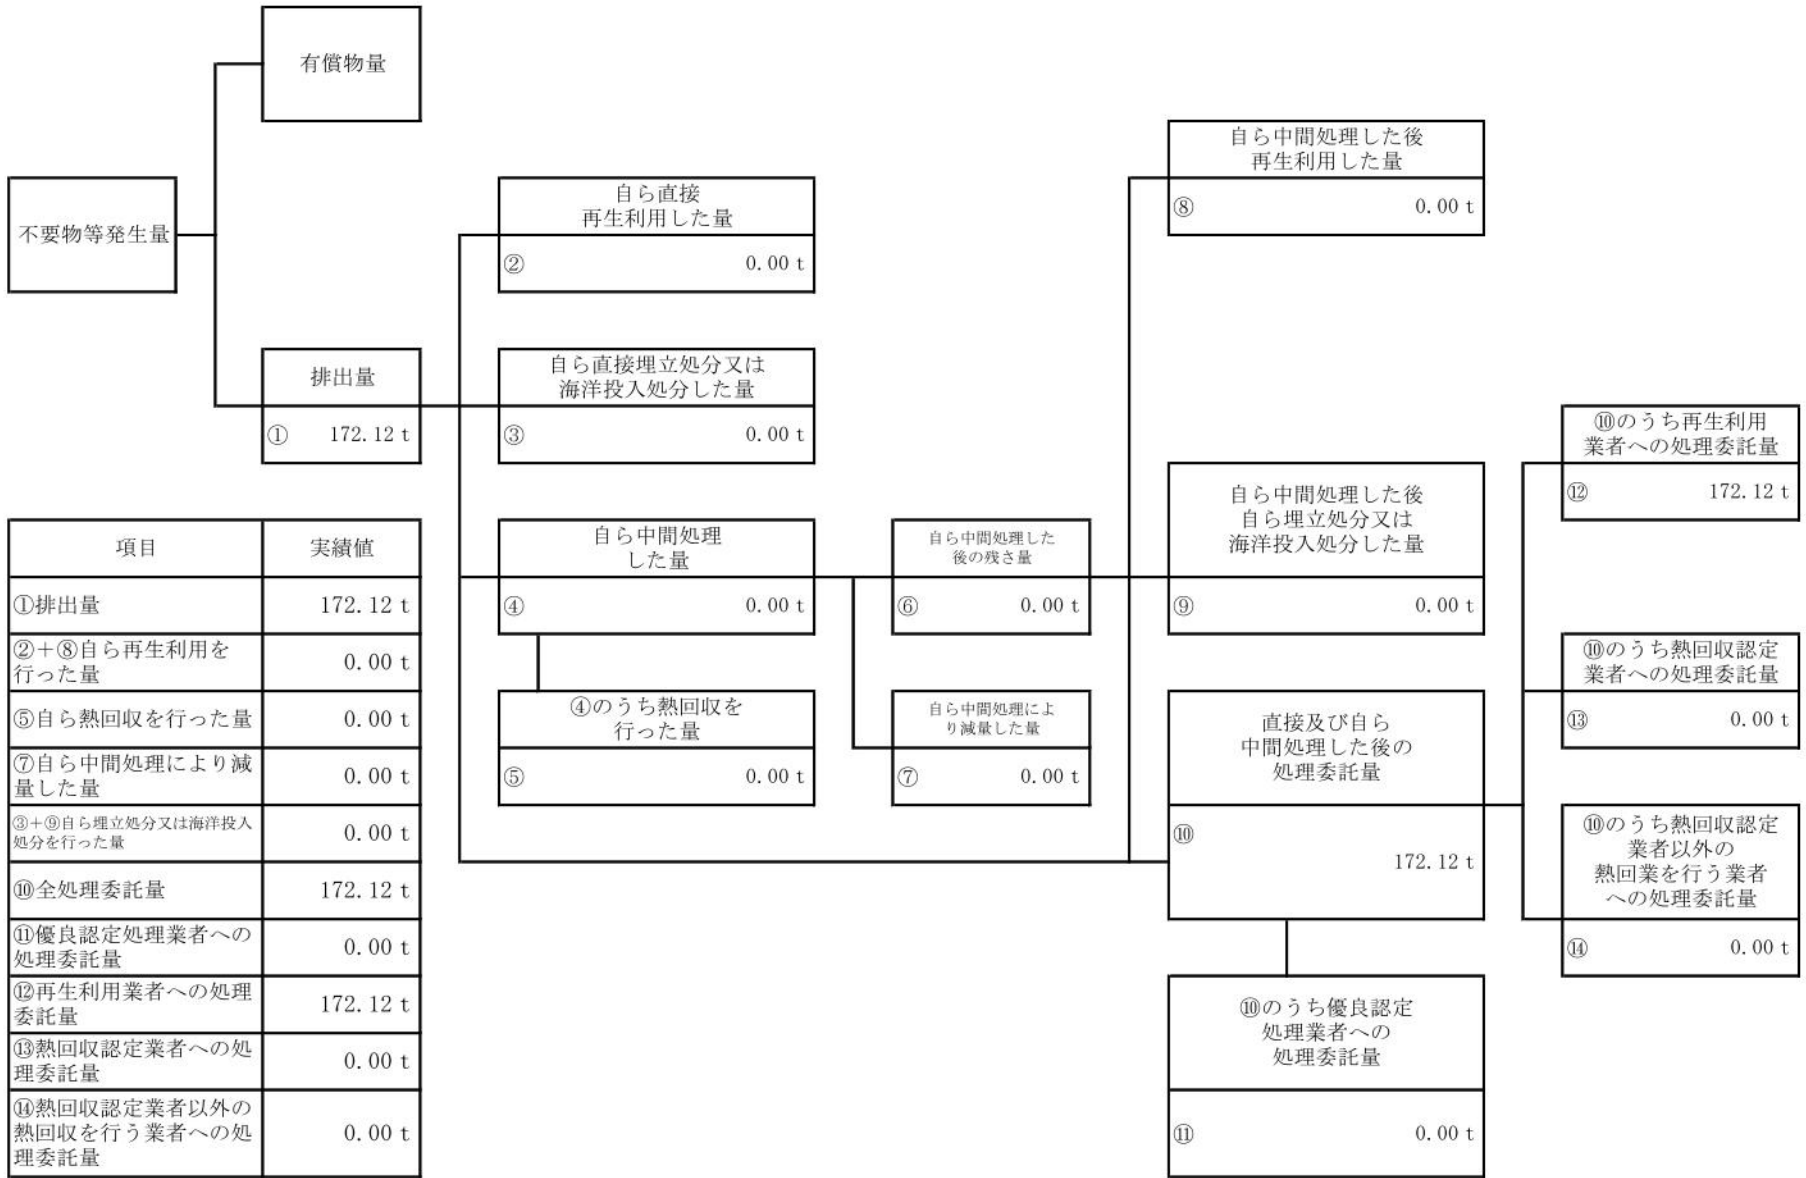 有償物量
不要物等発生量
排出量
① 172.12 t
自ら直接
再生利用した量
② 0.00 t
自ら直接埋立処分又は
海洋投入処分した量
③ 0.00 t
自ら中間処理
した量
④ 0.00 t
④のうち熱回収を
行った量
⑤ 0.00 t
自ら中間処理した
後の残さ量
⑥ 0.00 t
自ら中間処理によ
り減量した量
⑦ 0.00 t
自ら中間処理した後
再生利用した量
⑧ 0.00 t
自ら中間処理した後
自ら埋立処分又は
海洋投入処分した量
⑨ 0.00 t
直接及び自ら
中間処理した後の
処理委託量
⑩
172.12 t
⑩のうち優良認定
処理業者への
処理委託量
⑪ 0.00 t
⑩のうち再生利用
業者への処理委託量
⑫ 172.12 t
⑩のうち熱回収認定
業者への処理委託量
⑬ 0.00 t
⑩のうち熱回収認定
業者以外の
熱回業を行う業者
への処理委託量
⑭ 0.00 t
項目 実績値
①排出量 172.12 t
②+⑧自ら再生利用を
行った量 0.00 t
⑤自ら熱回収を行った量 0.00 t
⑦自ら中間処理により減
量した量 0.00 t
③+⑨自ら埋立処分又は海洋投入
処分を行った量 0.00 t
⑩全処理委託量 172.12 t
⑪優良認定処理業者への
処理委託量 0.00 t
⑫再生利用業者への処理
委託量 172.12 t
⑬熱回収認定業者への処
理委託量 0.00 t
⑭熱回収認定業者以外の
熱回収を行う業者への処
理委託量 0.00 t